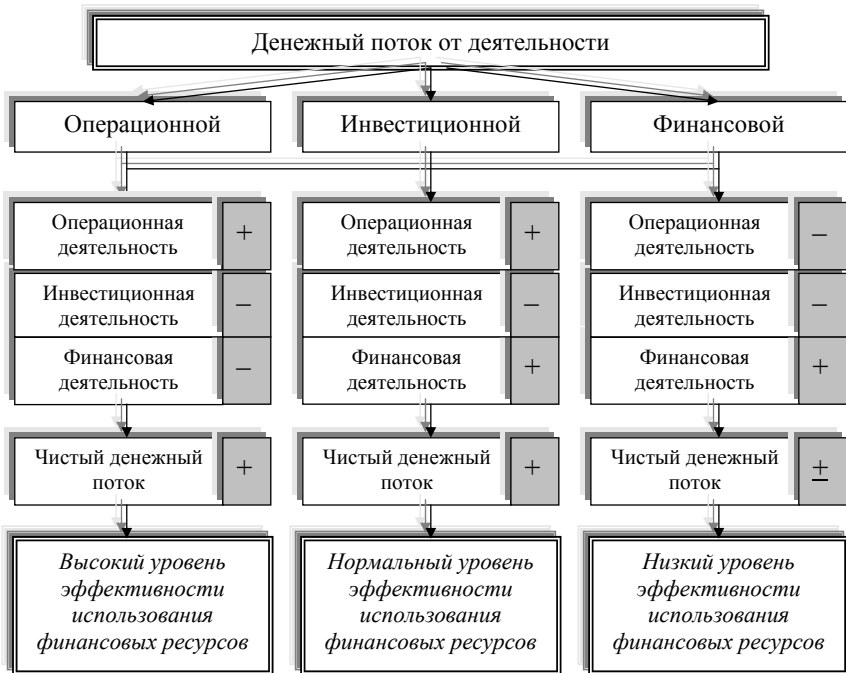 Денежный поток от деятельности
Операционной
Инвестиционной
Финансовой
Операционная
деятельность
+
Операционная
деятельность
+
Операционная
деятельность
–
Инвестиционная
деятельность
–
Инвестиционная
деятельность
–
Инвестиционная
деятельность
–
Финансовая
деятельность
–
Финансовая
деятельность
+
Финансовая
деятельность
+
Чистый денежный
поток
+
Чистый денежный
поток
+
Чистый денежный
поток
±
Высокий уровень
эффективности
использования
финансовых ресурсов
Нормальный уровень
эффективности
использования
финансовых ресурсов
Низкий уровень
эффективности
использования
финансовых ресурсов